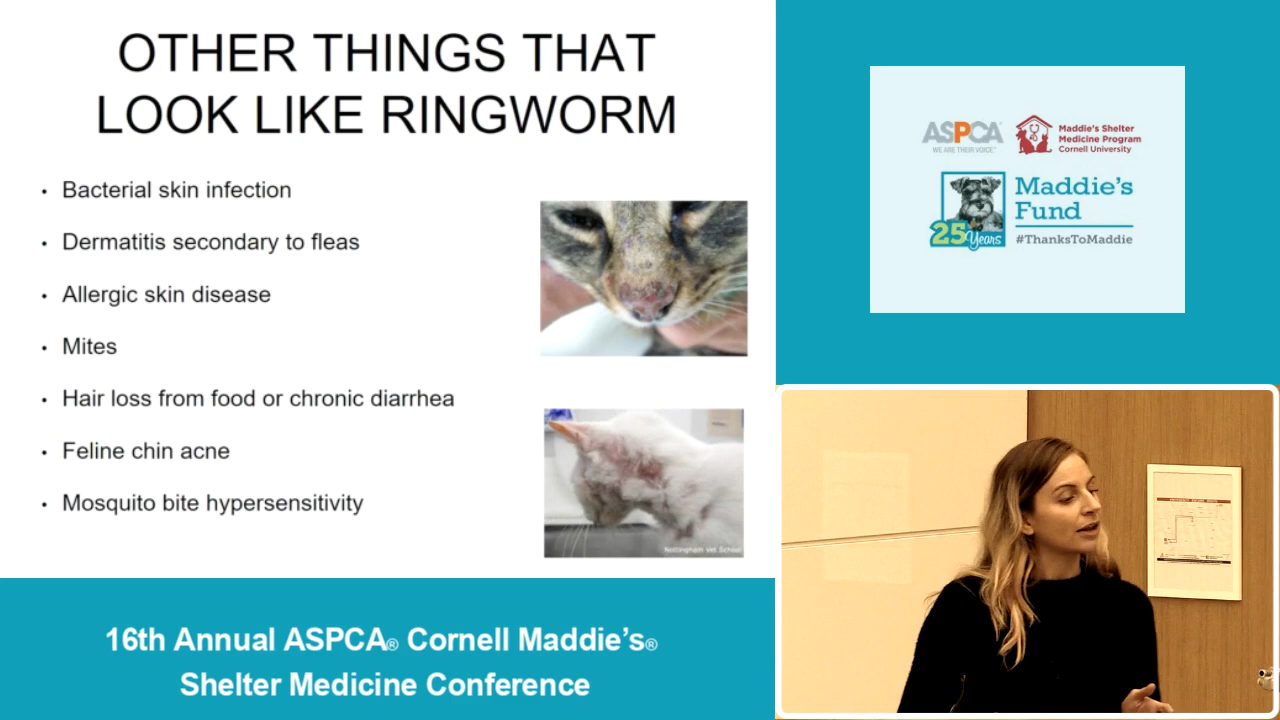 OTHER THINGS THAT
LOOK LIKE RINGWORM
• Bacterial skin infection
• Dermatitis secondary to fleas
• Allergic skin disease
• Mites
• Hair loss from food or chronic diarrhea
• Feline chin acne
• Mosquito bite hypersensitivity
Nottingham Vet School
16th Annual ASPCA® Cornell Maddie's®
Shelter Medicine Conference
ASPCA
WE ARE THEIR VOICE
Maddie's Shelter
Medicine Program
Cornell University
Maddie's
Fund
25 Years
#ThanksToMaddie